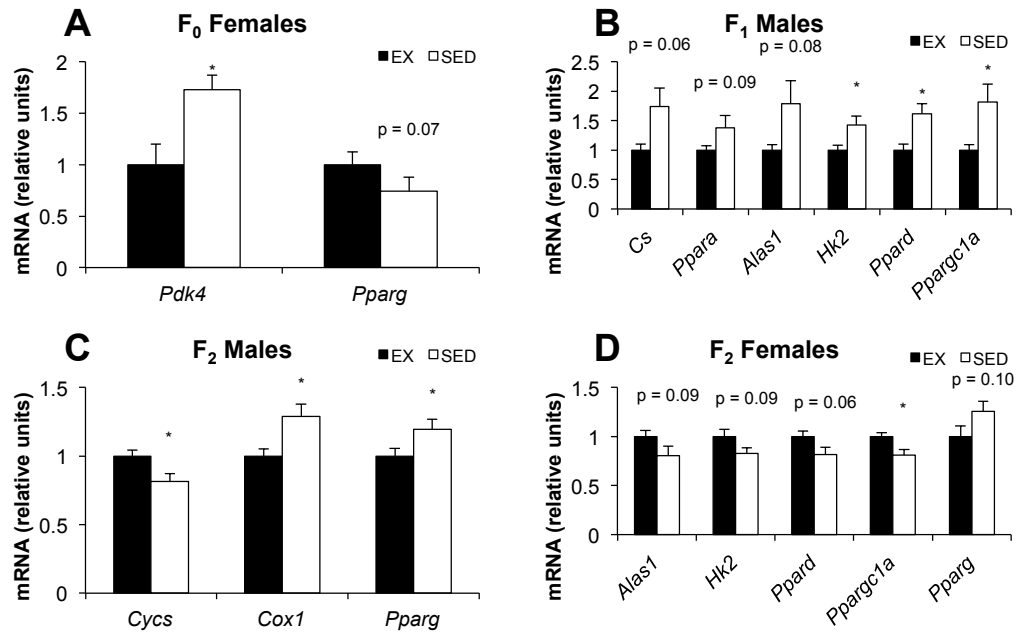 A
F₀ Females
EX SED
mRNA (relative units)
2
1.5
1
0.5
0
*
p = 0.07
Pdk4 Pparg
B
F₁ Males
EX SED
mRNA (relative units)
2.5
2
1.5
1
0.5
0
p = 0.06
p = 0.09
p = 0.08
*
*
*
Cs Ppara Alas1 Hk2 Ppard Ppargc1a
C
F₂ Males
EX SED
mRNA (relative units)
1.5
1
0.5
0
*
*
*
Cycs Cox1 Pparg
D
F₂ Females
EX SED
mRNA (relative units)
1.5
1
0.5
0
p = 0.09
p = 0.09
p = 0.06
*
p = 0.10
Alas1 Hk2 Ppard Ppargc1a Pparg